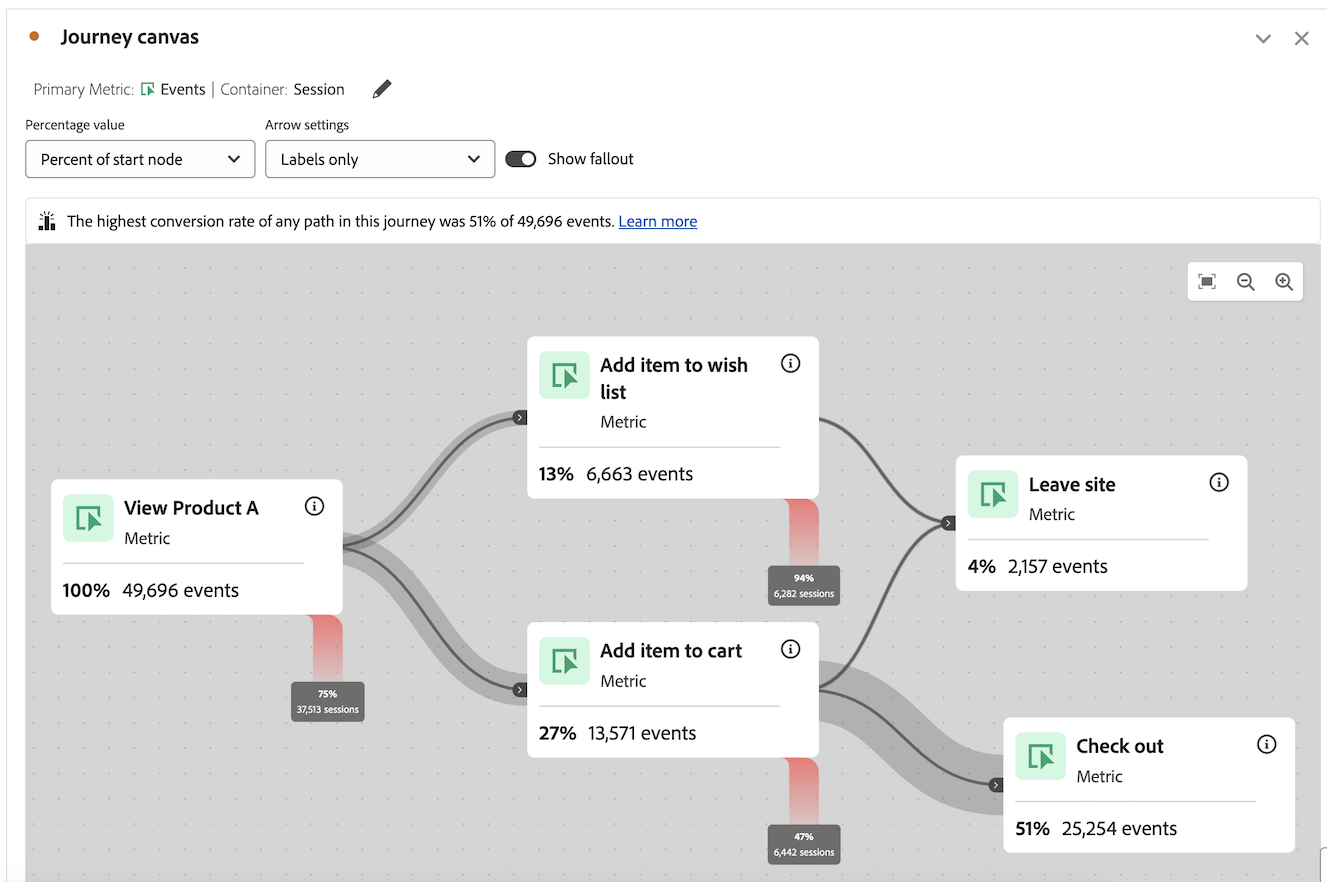 Journey canvas
Primary Metric: Events | Container: Session
Percentage value
Arrow settings
Percent of start node
Labels only
Show fallout
The highest conversion rate of any path in this journey was 51% of 49,696 events. Learn more
Add item to wish
list
Metric
13% 6,663 events
94%
6,282 sessions
View Product A
Metric
100% 49,696 events
75%
37,513 sessions
Add item to cart
Metric
27% 13,571 events
47%
6,442 sessions
Leave site
Metric
4% 2,157 events
Check out
Metric
51% 25,254 events